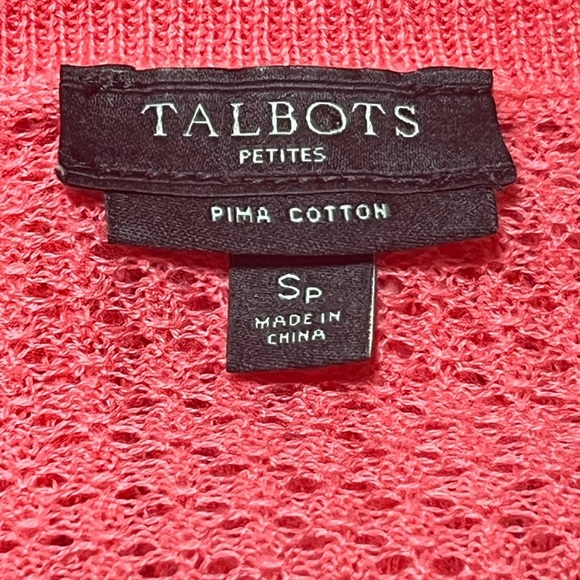 TALBOTS
PETITES
PIMA COTTON
SP
MADE IN
CHINA